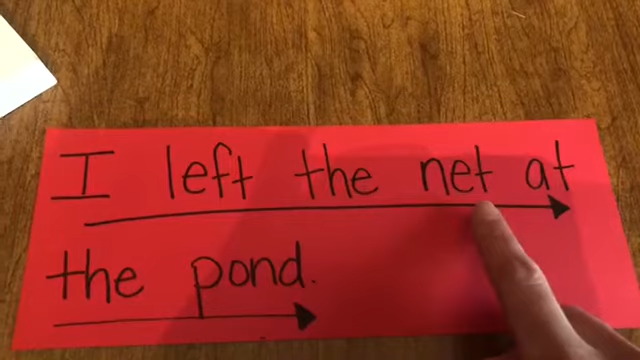 I left the net at
the pond.